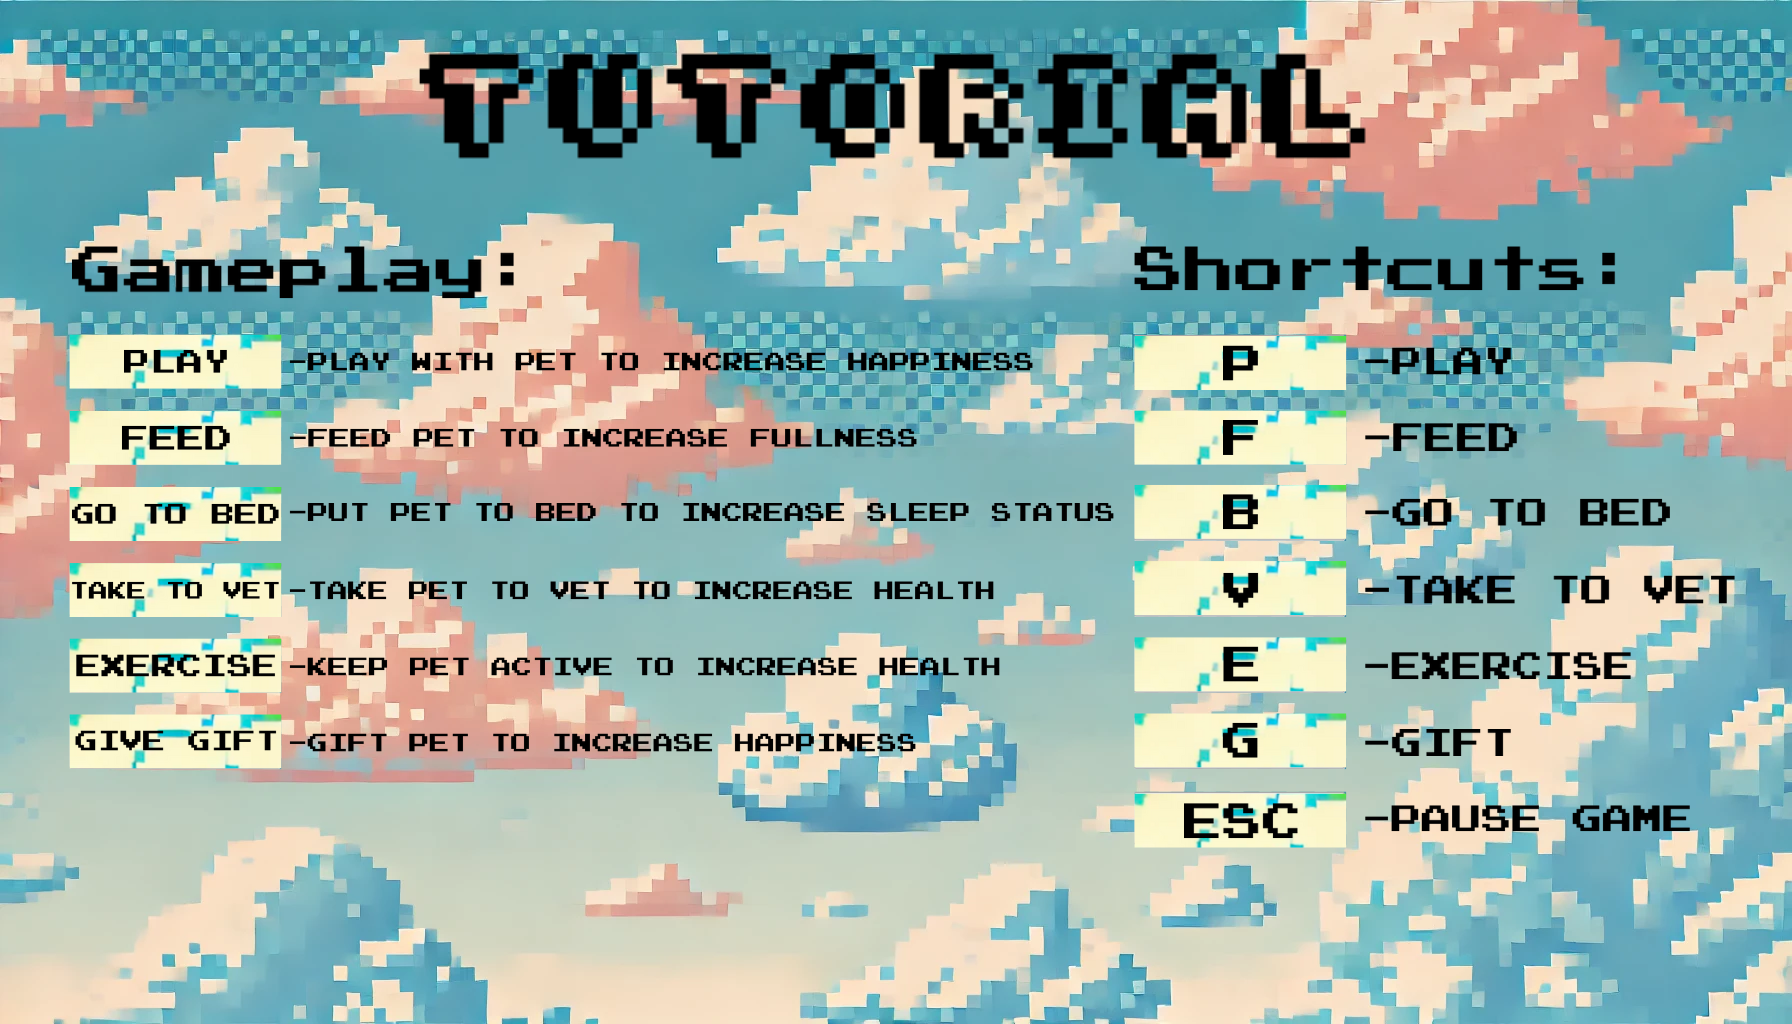 TUTORIAL
Gameplay:
PLAY -PLAY WITH PET TO INCREASE HAPPINESS
FEED -FEED PET TO INCREASE FULLNESS
GO TO BED -PUT PET TO BED TO INCREASE SLEEP STATUS
TAKE TO VET -TAKE PET TO VET TO INCREASE HEALTH
EXERCISE -KEEP PET ACTIVE TO INCREASE HEALTH
GIVE GIFT -GIFT PET TO INCREASE HAPPINESS
Shortcuts:
P -PLAY
F -FEED
B -GO TO BED
V -TAKE TO VET
E -EXERCISE
G -GIFT
ESC -PAUSE GAME